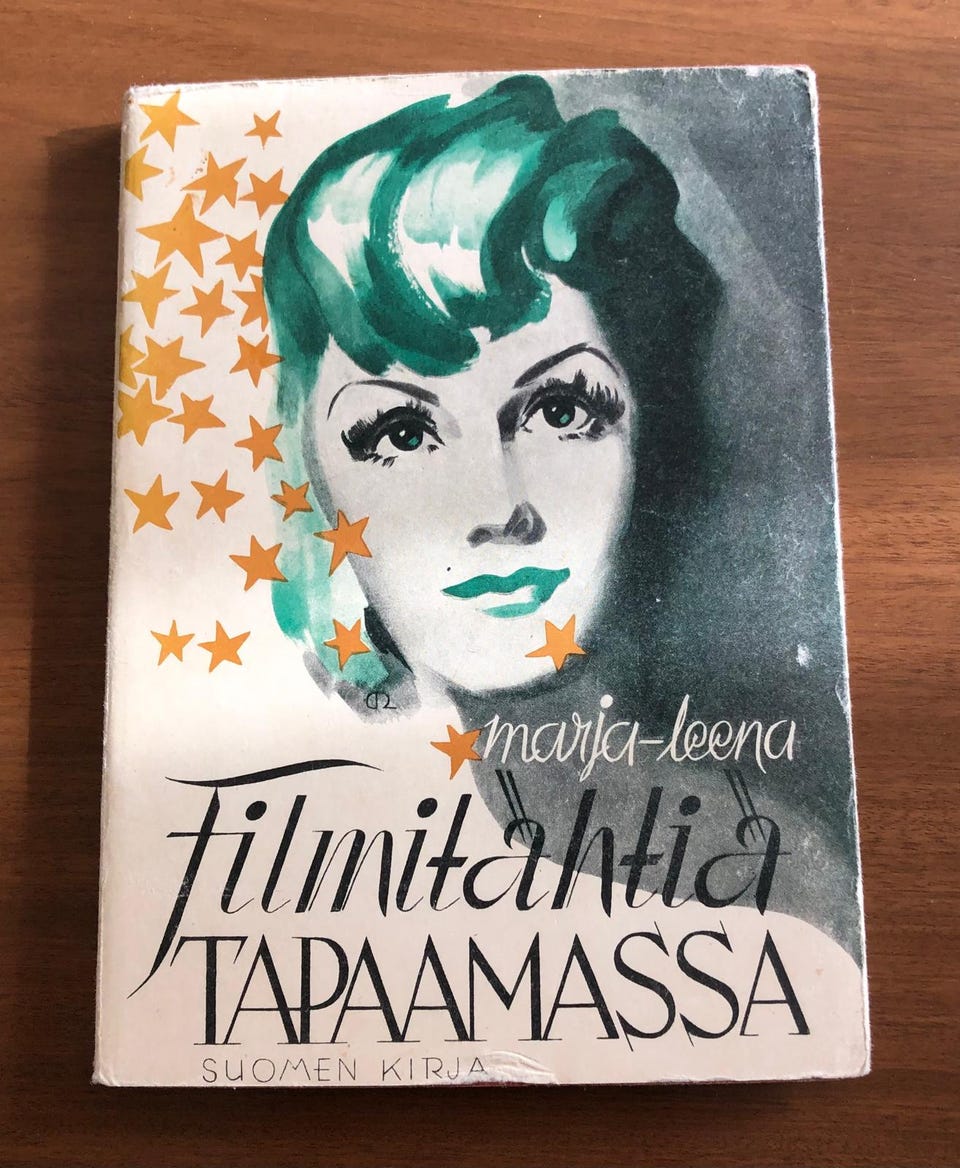 marja-leena
Filmitähtiä
TAPAAMASSA
SUOMEN KIRJA